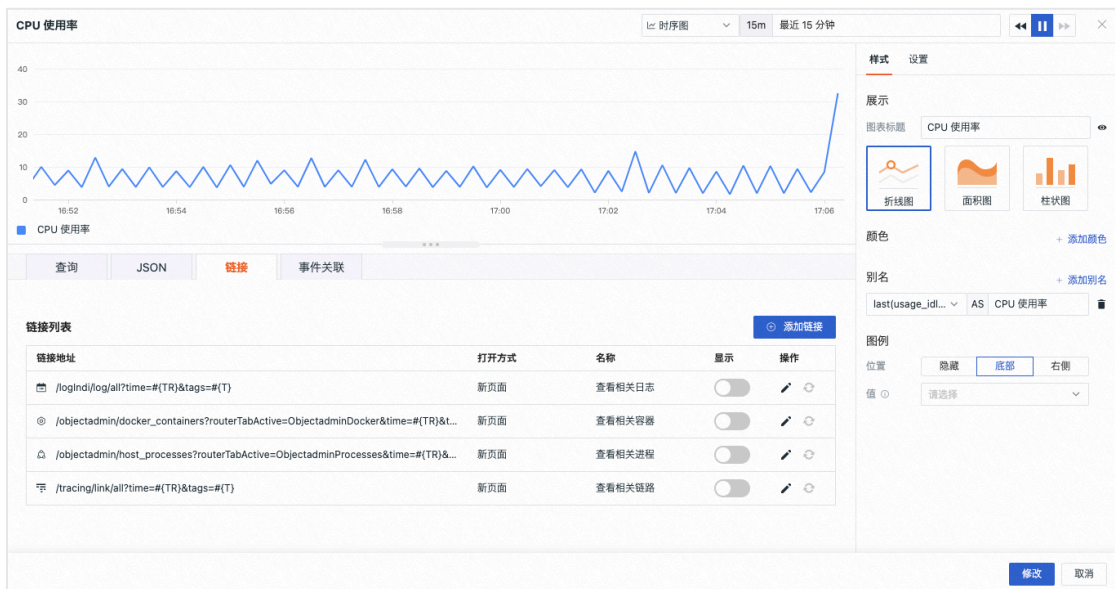 CPU 使用率
时序图
15m 最近 15 分钟
样式 设置
40
30
20
10
0
16:52 16:54 16:56 16:58 17:00 17:02 17:04 17:06
CPU 使用率
展示
图表标题 CPU 使用率
折线图 面积图 柱状图
颜色 + 添加颜色
别名 + 添加别名
last(usage_idl... AS CPU 使用率
图例
位置 隐藏 底部 右侧
值 请选择
查询 JSON 链接 事件关联
链接列表 添加链接
链接地址 打开方式 名称 显示 操作
/logIndi/log/all?time=#{TR}&tags=#{T} 新页面 查看相关日志
/objectadmin/docker_containers?routerTabActive=ObjectadminDocker&time=#{TR}&t... 新页面 查看相关容器
/objectadmin/host_processes?routerTabActive=ObjectadminProcesses&time=#{TR}&... 新页面 查看相关进程
/tracing/link/all?time=#{TR}&tags=#{T} 新页面 查看相关链路
修改 取消